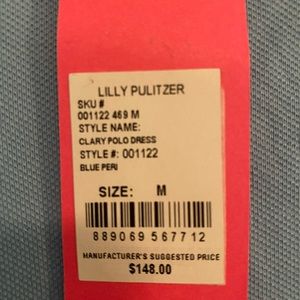 LILLY PULITZER
SKU #
001122 469 M
STYLE NAME:
CLARY POLO DRESS
STYLE #: 001122
BLUE PERI
SIZE: M
889069 567712
MANUFACTURER'S SUGGESTED PRICE
$148.00